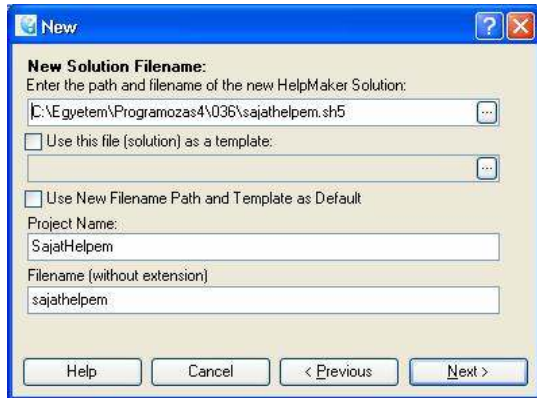 New
New Solution Filename:
Enter the path and filename of the new HelpMaker Solution:
C:\Egyetem\Programozas4\036\sajathelpem.sh5
...
Use this file (solution) as a template:
...
Use New Filename Path and Template as Default
Project Name:
SajatHelpem
Filename (without extension)
sajathelpem
Help
Cancel
< Previous
Next >